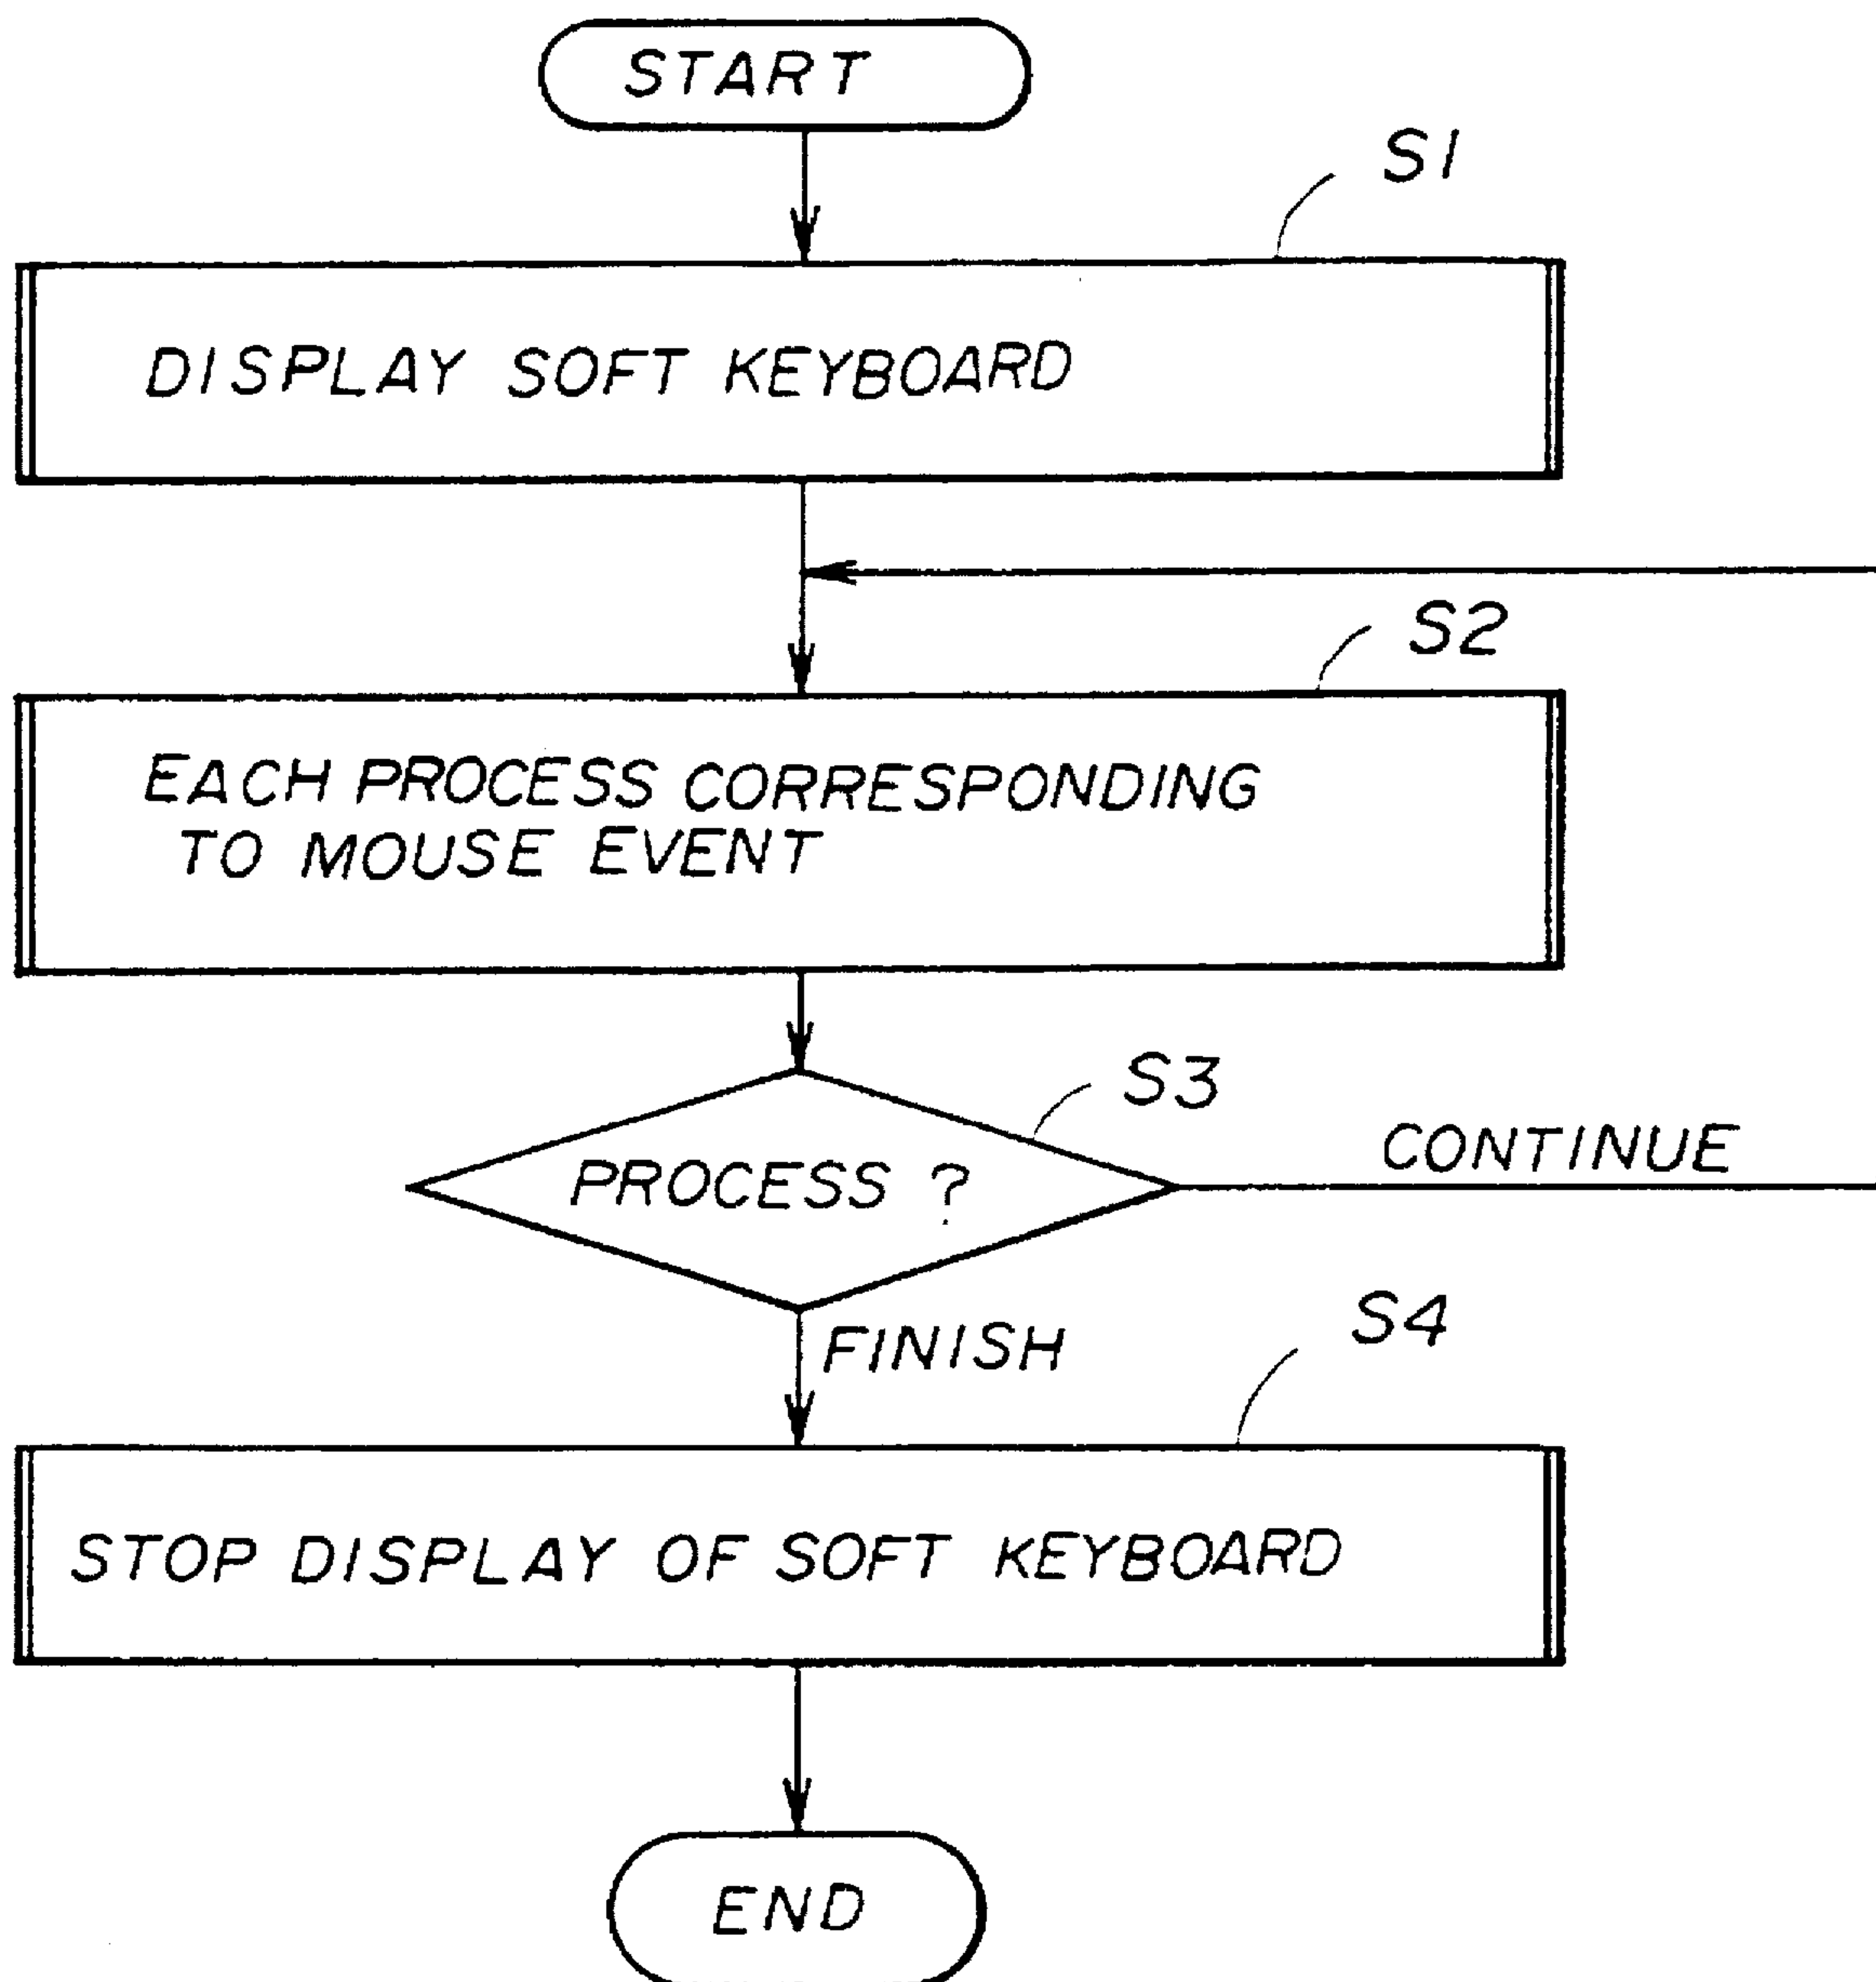 START
S1
DISPLAY SOFT KEYBOARD
S2
EACH PROCESS CORRESPONDING
TO MOUSE EVENT
S3
PROCESS ?
CONTINUE
FINISH
S4
STOP DISPLAY OF SOFT KEYBOARD
END